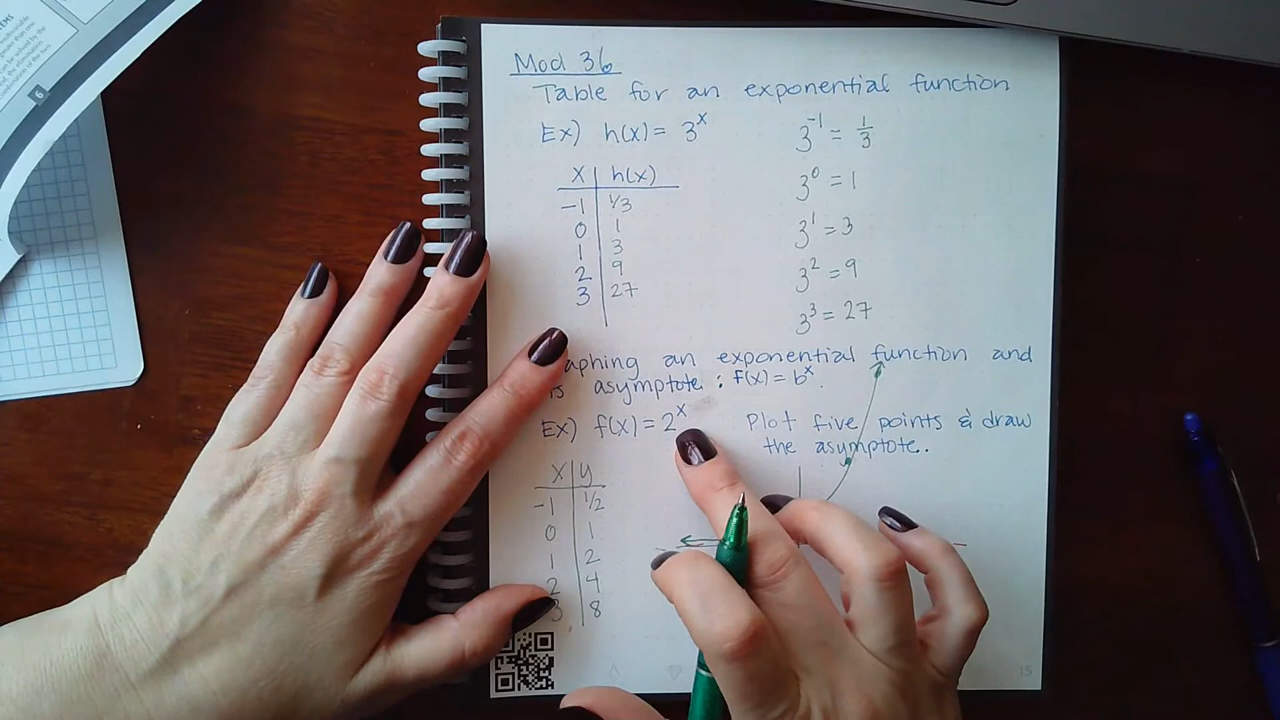 Mod 36
Table for an exponential function
Ex) h(x) = 3^x
x | h(x)
-1 | 1/3
0 | 1
1 | 3
2 | 9
3 | 27
3^-1 = 1/3
3^0 = 1
3^1 = 3
3^2 = 9
3^3 = 27
an exponential function and
asymptote : f(x) = b^x.
Ex) f(x) = 2^x
Plot five points & draw
the asymptote.
x | y
-1 | 1/2
0 | 1
1 | 2
2 | 4
3 | 8
15
6